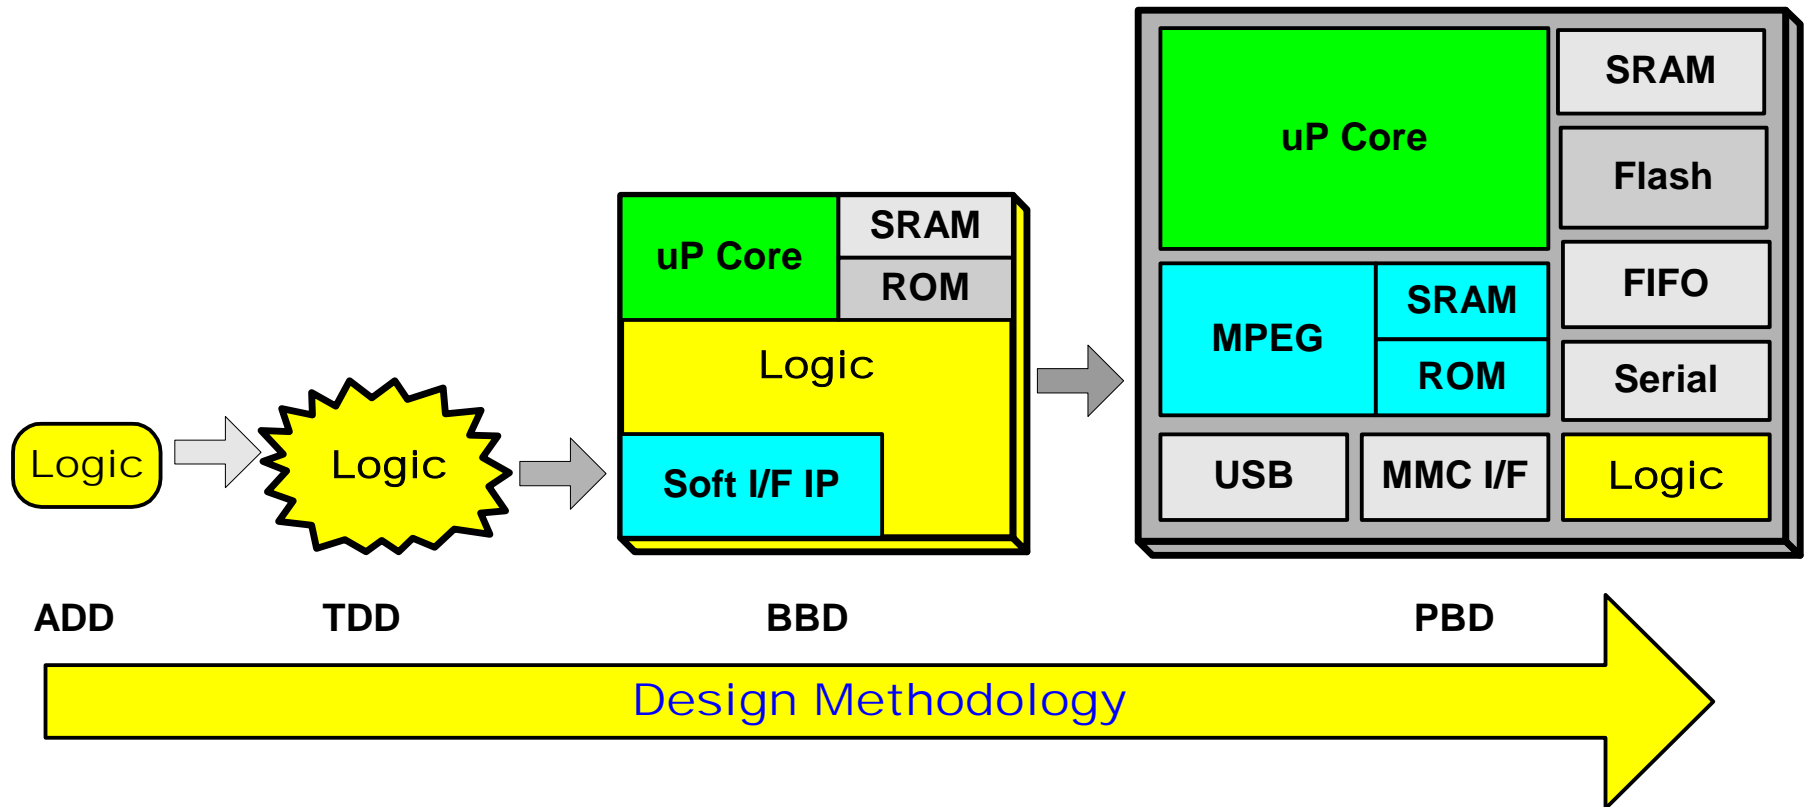 Logic
Logic
uP Core
SRAM
ROM
Logic
Soft I/F IP
uP Core
SRAM
Flash
FIFO
Serial
MPEG
SRAM
ROM
USB
MMC I/F
Logic
ADD
TDD
BBD
PBD
Design Methodology